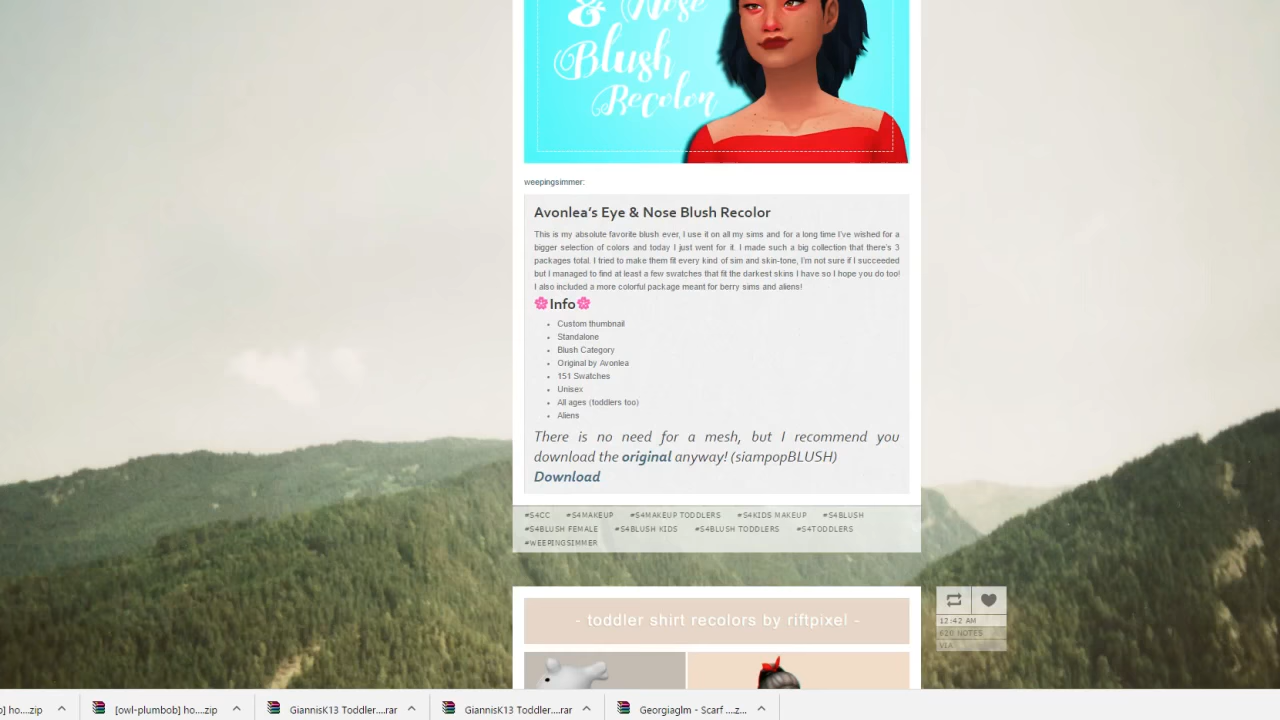 & Nose
Blush
Recolor
weepingsimmer:
Avonlea's Eye & Nose Blush Recolor
This is my absolute favorite blush ever, I use it on all my sims and for a long time I've wished for a
bigger selection of colors and today I just went for it. I made such a big collection that there's 3
packages total. I tried to make them fit every kind of sim and skin-tone, I'm not sure if I succeeded
but I managed to find at least a few swatches that fit the darkest skins I have so I hope you do too!
I also included a more colorful package meant for berry sims and aliens!
🌸Info🌸
• Custom thumbnail
• Standalone
• Blush Category
• Original by Avonlea
• 151 Swatches
• Unisex
• All ages (toddlers too)
• Aliens
There is no need for a mesh, but I recommend you
download the original anyway! (siampopBLUSH)
Download
#S4CC #S4MAKEUP #S4MAKEUP TODDLERS #S4KIDS MAKEUP #S4BLUSH
#S4BLUSH FEMALE #S4BLUSH KIDS #S4BLUSH TODDLERS #S4TODDLERS
#WEEPINGSIMMER
- toddler shirt recolors by riftpixel -
12:42 AM
620 NOTES
VIA
b] ho....zip
[owl-plumbob] ho....zip
GiannisK13 Toddler....rar
GiannisK13 Toddler....rar
Georgiaglm - Scarf ....z...